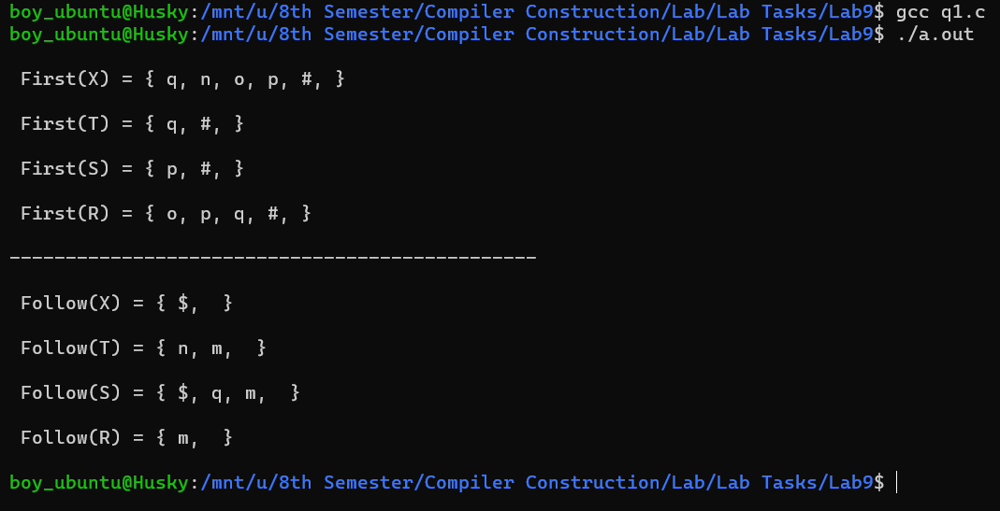 boy_ubuntu@Husky:/mnt/u/8th Semester/Compiler Construction/Lab/Lab Tasks/Lab9$ gcc q1.c
boy_ubuntu@Husky:/mnt/u/8th Semester/Compiler Construction/Lab/Lab Tasks/Lab9$ ./a.out
First(X) = { q, n, o, p, #, }
First(T) = { q, #, }
First(S) = { p, #, }
First(R) = { o, p, q, #, }
-----------------------------------------------
Follow(X) = { $,  }
Follow(T) = { n, m,  }
Follow(S) = { $, q, m,  }
Follow(R) = { m,  }
boy_ubuntu@Husky:/mnt/u/8th Semester/Compiler Construction/Lab/Lab Tasks/Lab9$